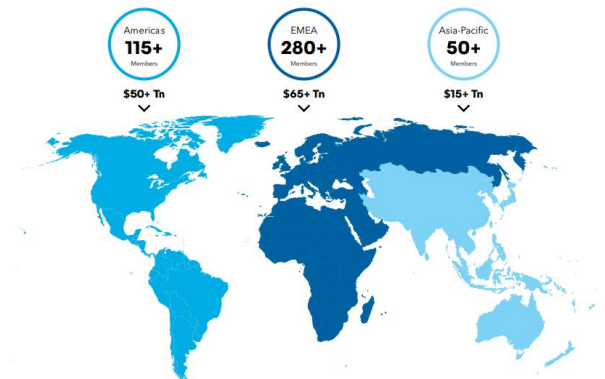 Americas
115+
Members
$50+ Tn
EMEA
280+
Members
$65+ Tn
Asia-Pacific
50+
Members
$15+ Tn